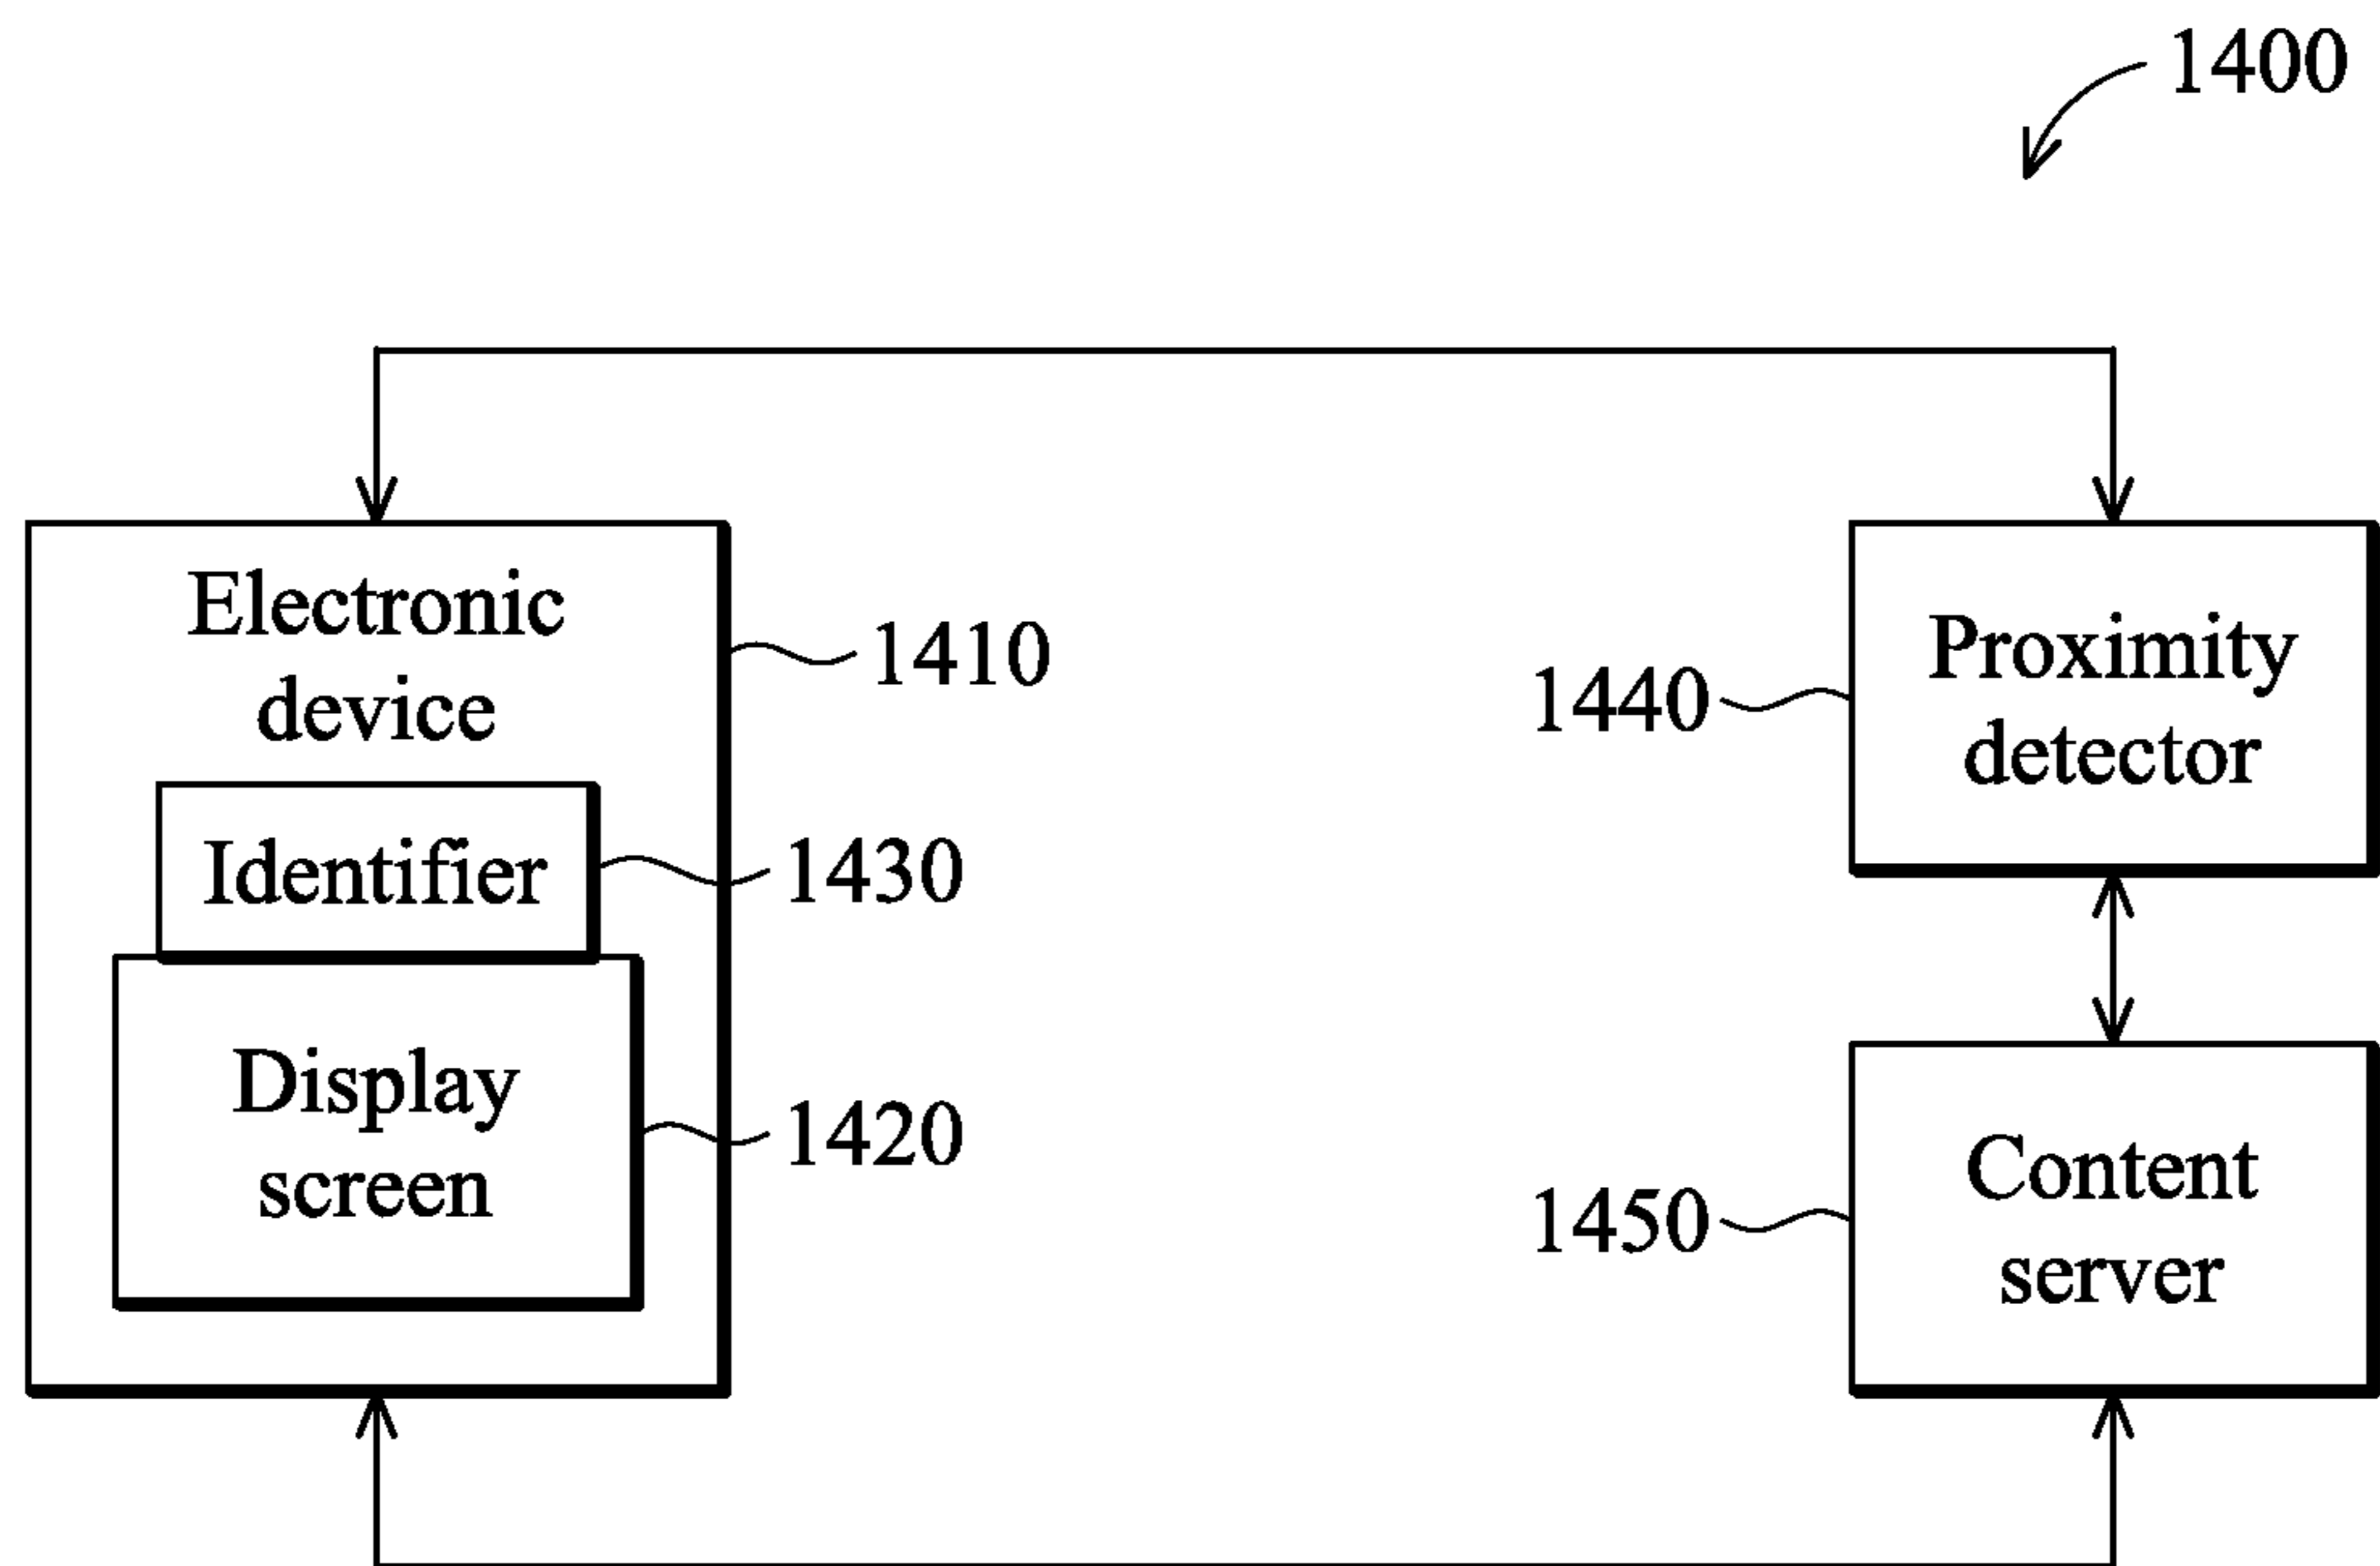 1400
Electronic
device
1410
Identifier
1430
Display
screen
1420
1440
Proximity
detector
1450
Content
server